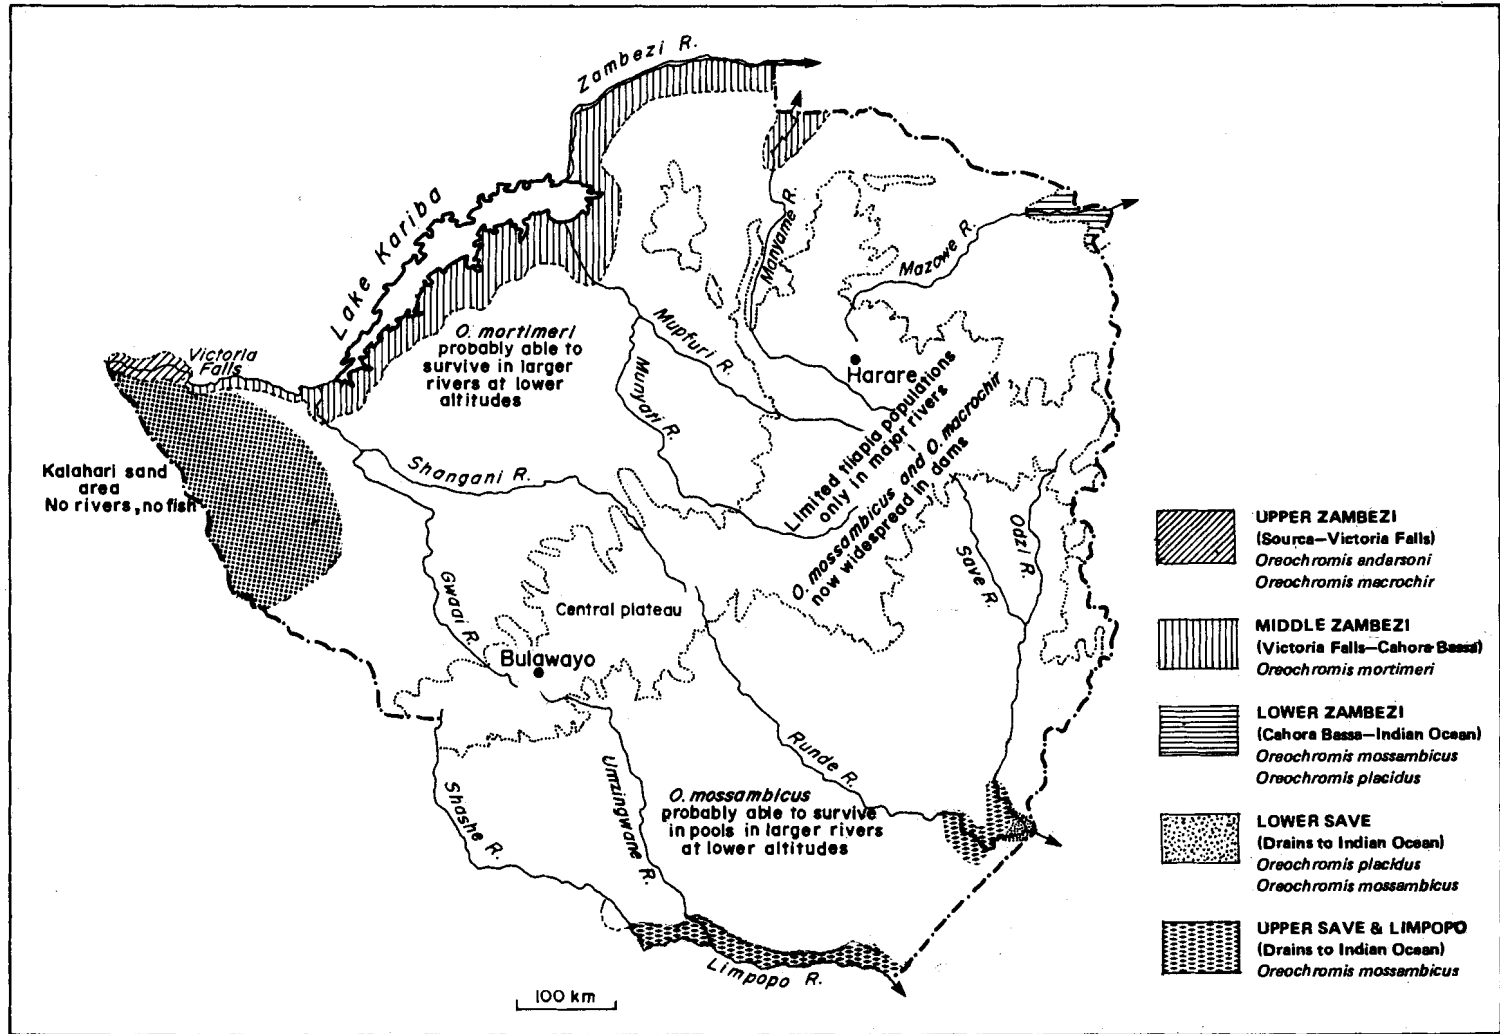 Zambezi R.
Lake Kariba
Victoria
Falls
O. mortimeri
probably able to
survive in larger
rivers at lower
altitudes
Mupfuri R.
Munyati R.
Manyame R.
Mazowe R.
Harare
Limited tilapia populations
only in major rivers
O. mossambicus and O. macrochir
now widespread in dams
Kalahari sand
area
No rivers, no fish
Shangani R.
Gwaai R.
Central plateau
Bulawayo
Save R.
Odzi R.
Runde R.
Shashe R.
Umzingwane R.
O. mossambicus
probably able to survive
in pools in larger rivers
at lower altitudes
Limpopo R.
100 km
UPPER ZAMBEZI
(Source—Victoria Falls)
Oreochromis andersoni
Oreochromis macrochir
MIDDLE ZAMBEZI
(Victoria Falls—Cahora Bassa)
Oreochromis mortimeri
LOWER ZAMBEZI
(Cahora Bassa—Indian Ocean)
Oreochromis mossambicus
Oreochromis placidus
LOWER SAVE
(Drains to Indian Ocean)
Oreochromis placidus
Oreochromis mossambicus
UPPER SAVE & LIMPOPO
(Drains to Indian Ocean)
Oreochromis mossambicus